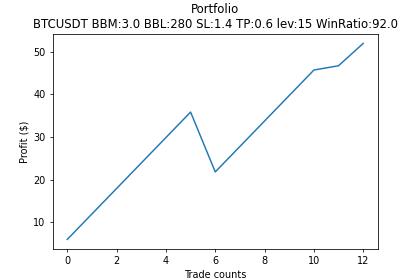 Portfolio
BTCUSDT BBM:3.0 BBL:280 SL:1.4 TP:0.6 lev:15 WinRatio:92.0
50
40
30
20
10
Profit ($)
0 2 4 6 8 10 12
Trade counts